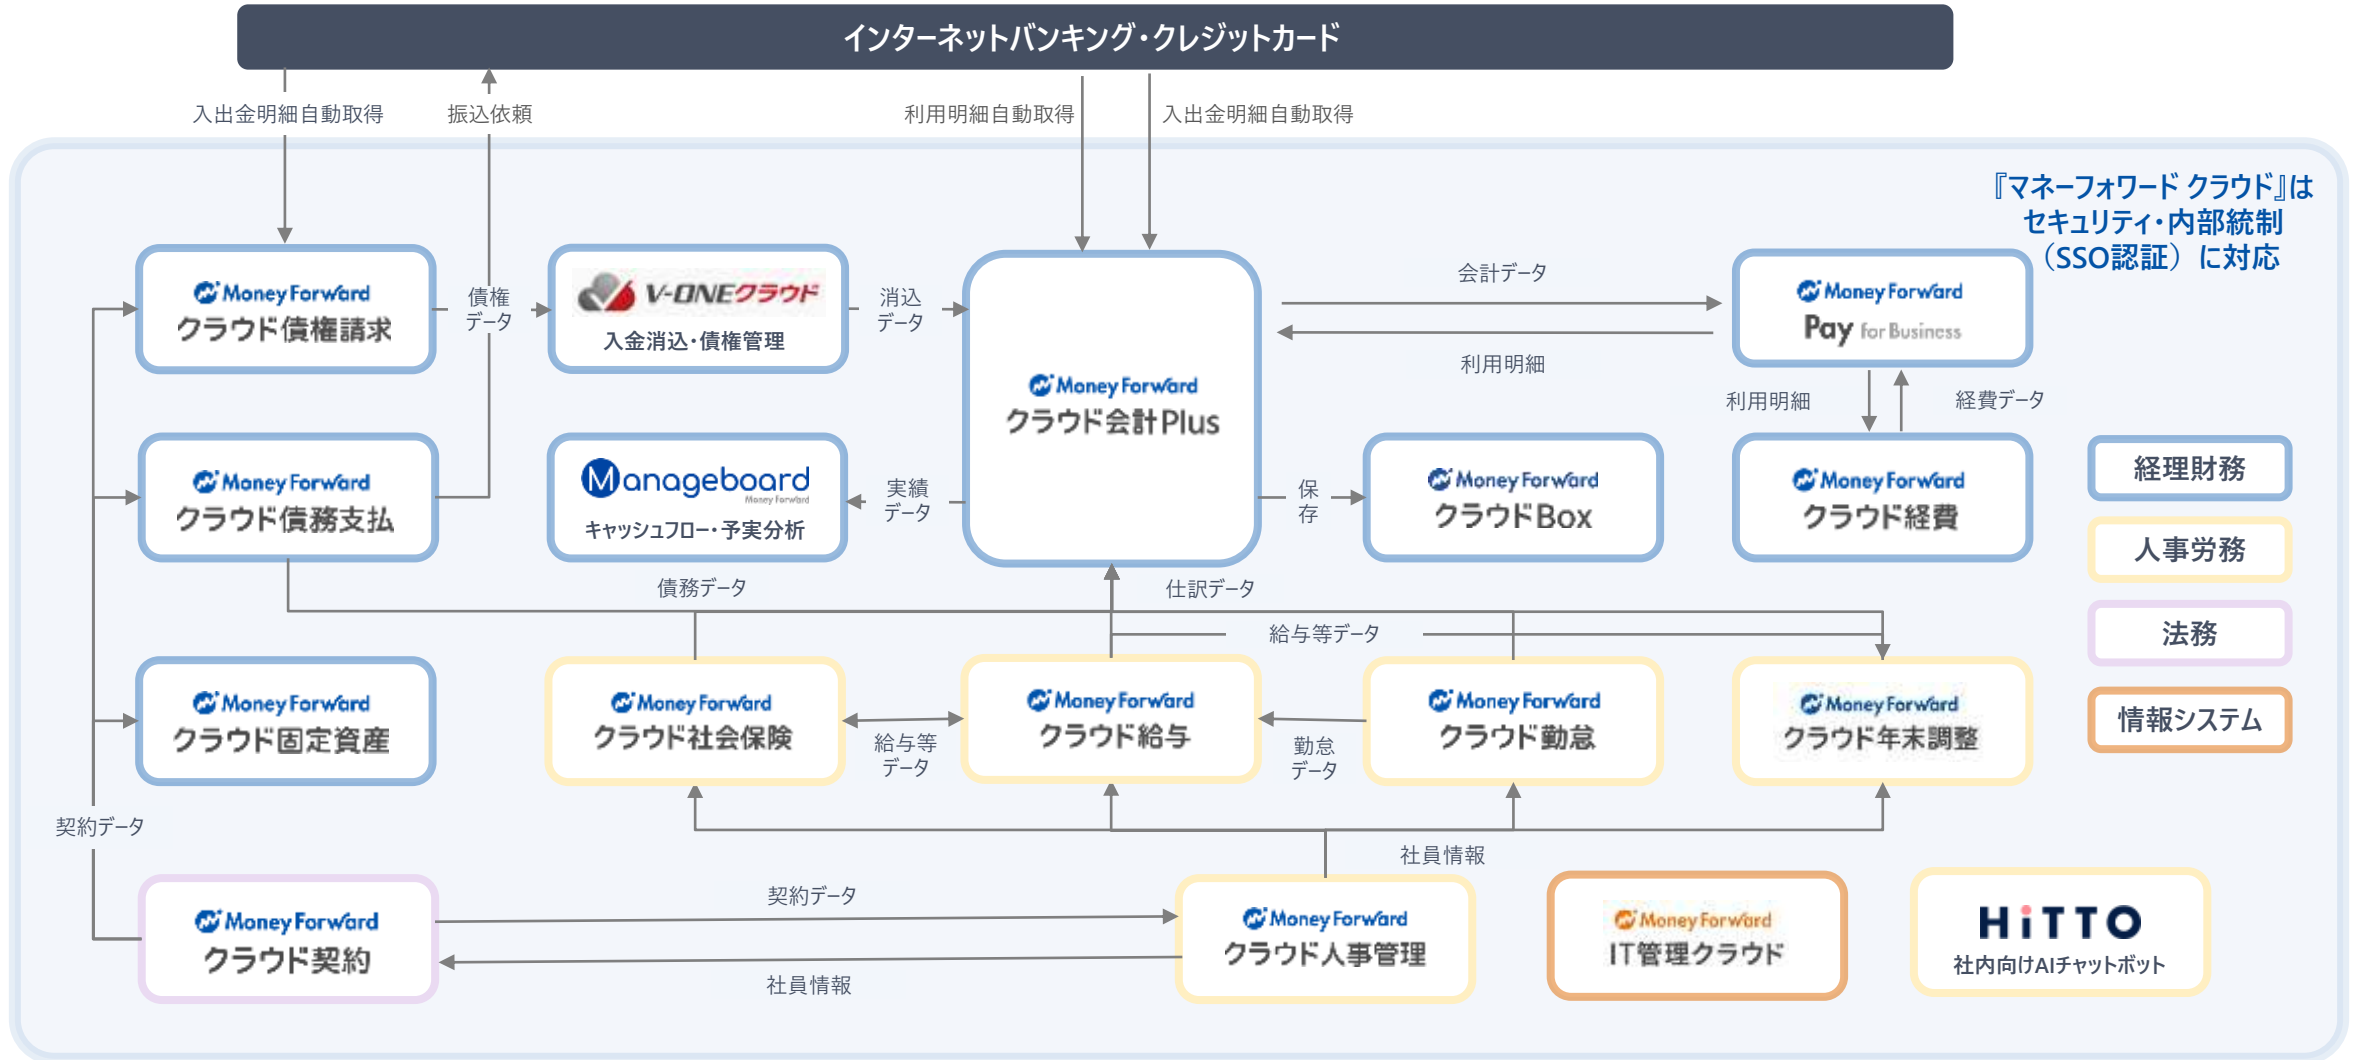 インターネットバンキング・クレジットカード
入出金明細自動取得
振込依頼
利用明細自動取得
入出金明細自動取得
『マネーフォワード クラウド』は
セキュリティ・内部統制
（SSO認証）に対応
Money Forward
クラウド債権請求
債権
データ
V-ONEクラウド
入金消込・債権管理
消込
データ
Money Forward
クラウド会計Plus
会計データ
利用明細
Money Forward
Pay for Business
利用明細
経費データ
Money Forward
クラウド債務支払
Manageboard
Money Forward
キャッシュフロー・予実分析
実績
データ
保
存
Money Forward
クラウドBox
Money Forward
クラウド経費
経理財務
人事労務
法務
情報システム
債務データ
仕訳データ
給与等データ
Money Forward
クラウド固定資産
Money Forward
クラウド社会保険
給与等
データ
Money Forward
クラウド給与
勤怠
データ
Money Forward
クラウド勤怠
Money Forward
クラウド年末調整
契約データ
社員情報
Money Forward
クラウド契約
契約データ
社員情報
Money Forward
クラウド人事管理
Money Forward
IT管理クラウド
HiTTO
社内向けAIチャットボット